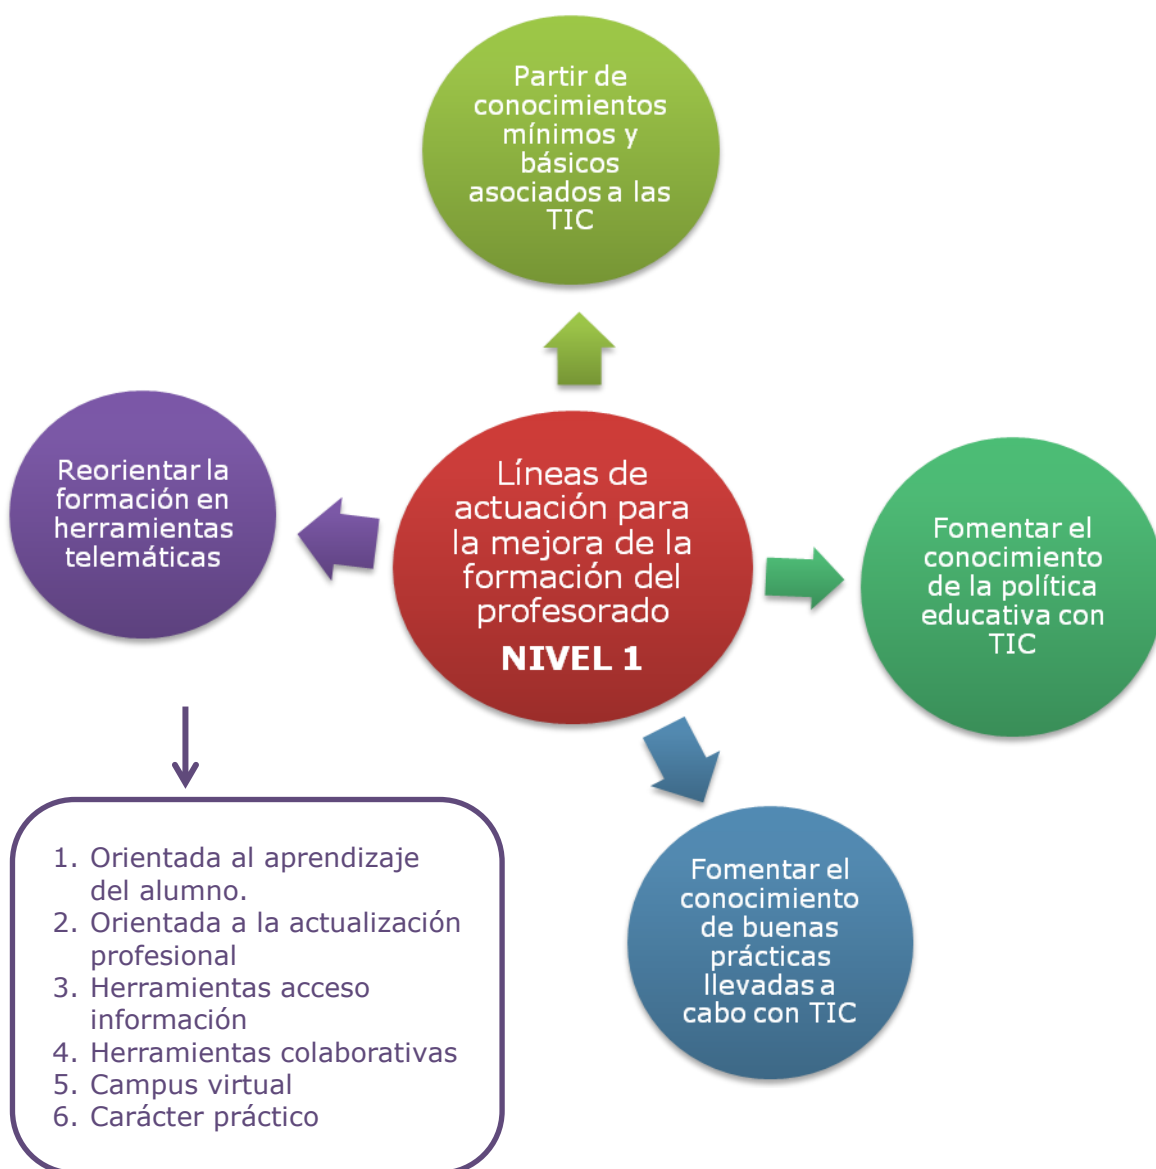 Partir de
conocimientos
mínimos y
básicos
asociados a las
TIC
Reorientar la
formación en
herramientas
telemáticas
Líneas de
actuación para
la mejora de la
formación del
profesorado
NIVEL 1
Fomentar el
conocimiento
de la política
educativa con
TIC
Fomentar el
conocimiento
de buenas
prácticas
llevadas a
cabo con TIC
1. Orientada al aprendizaje
del alumno.
2. Orientada a la actualización
profesional
3. Herramientas acceso
información
4. Herramientas colaborativas
5. Campus virtual
6. Carácter práctico